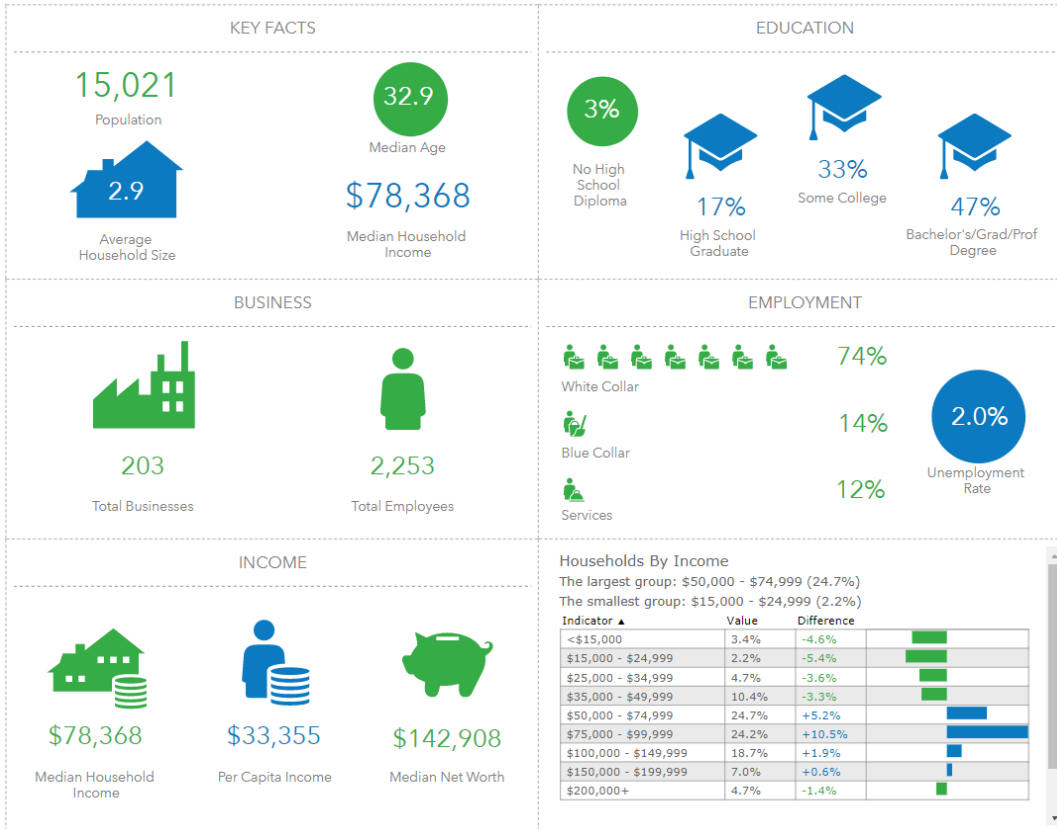 KEY FACTS
15,021
Population
32.9
Median Age
2.9
Average
Household Size
$78,368
Median Household
Income
EDUCATION
3%
No High
School
Diploma
17%
High School
Graduate
33%
Some College
47%
Bachelor's/Grad/Prof
Degree
BUSINESS
203
Total Businesses
2,253
Total Employees
EMPLOYMENT
74%
White Collar
14%
Blue Collar
12%
Services
2.0%
Unemployment
Rate
INCOME
$78,368
Median Household
Income
$33,355
Per Capita Income
$142,908
Median Net Worth
Households By Income
The largest group: $50,000 - $74,999 (24.7%)
The smallest group: $15,000 - $24,999 (2.2%)
Indicator ▲ Value Difference
<$15,000 3.4% -4.6%
$15,000 - $24,999 2.2% -5.4%
$25,000 - $34,999 4.7% -3.6%
$35,000 - $49,999 10.4% -3.3%
$50,000 - $74,999 24.7% +5.2%
$75,000 - $99,999 24.2% +10.5%
$100,000 - $149,999 18.7% +1.9%
$150,000 - $199,999 7.0% +0.6%
$200,000+ 4.7% -1.4%